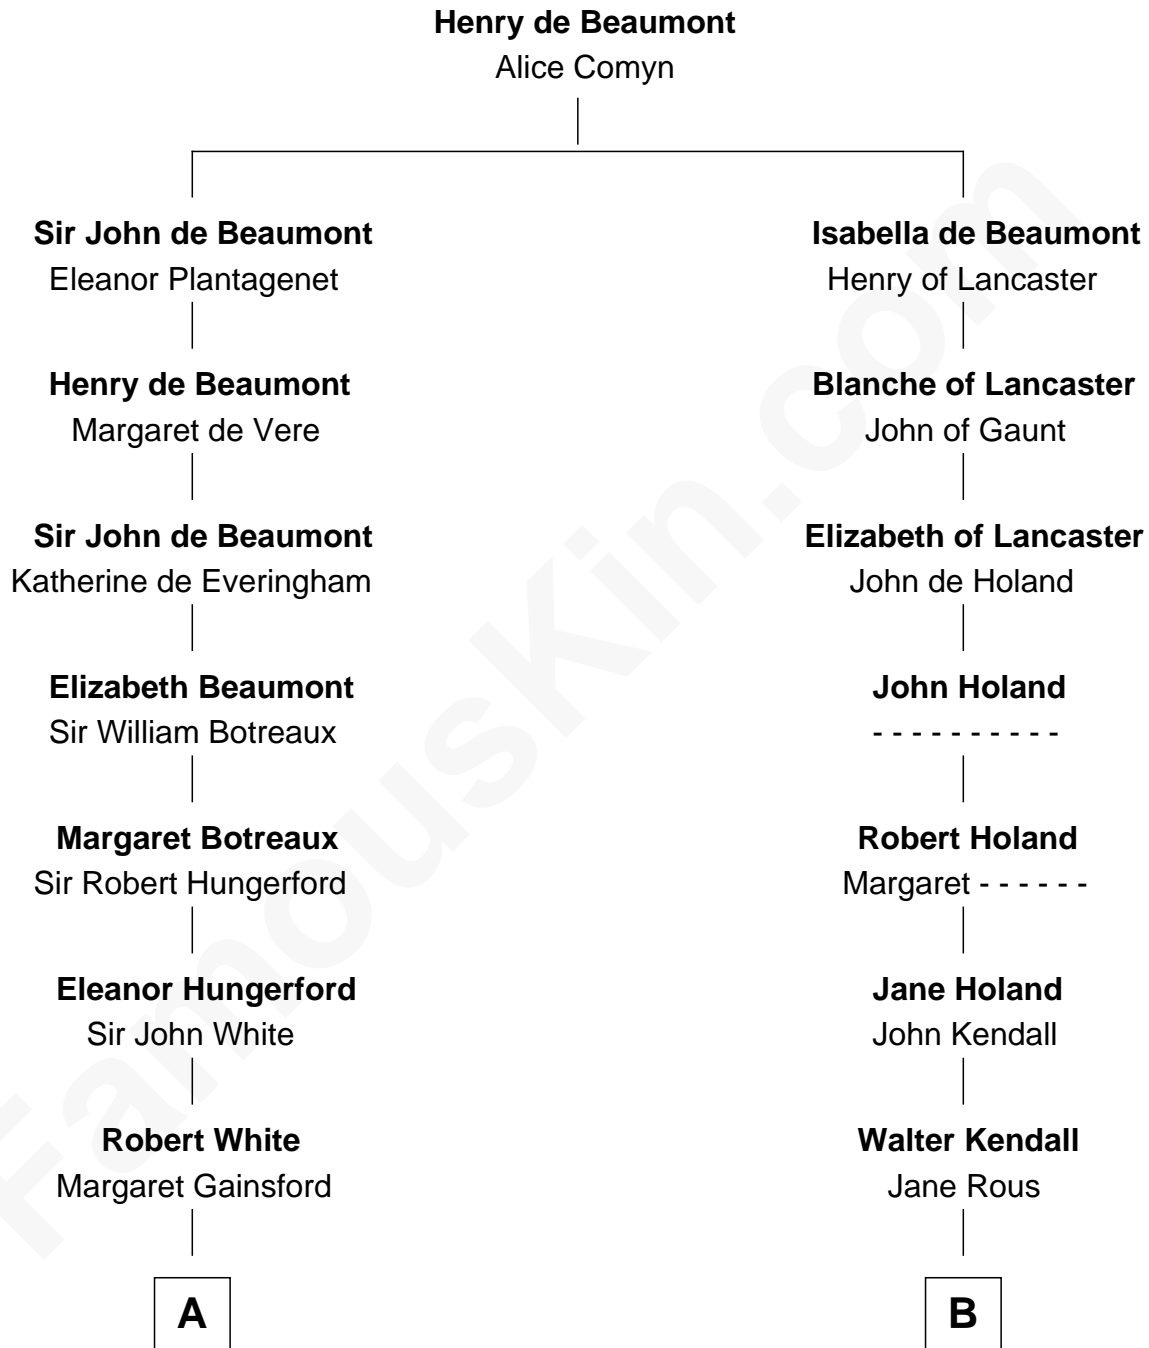 Henry de Beaumont
Alice Comyn
Sir John de Beaumont
Eleanor Plantagenet
Isabella de Beaumont
Henry of Lancaster
Henry de Beaumont
Margaret de Vere
Blanche of Lancaster
John of Gaunt
Sir John de Beaumont
Katherine de Everingham
Elizabeth of Lancaster
John de Holand
Elizabeth Beaumont
Sir William Botreaux
John Holand
- - - - - - - - - -
Margaret Botreaux
Sir Robert Hungerford
Robert Holand
Margaret - - - - - -
Eleanor Hungerford
Sir John White
Jane Holand
John Kendall
Robert White
Margaret Gainsford
Walter Kendall
Jane Rous
A
B
FamousKin.com